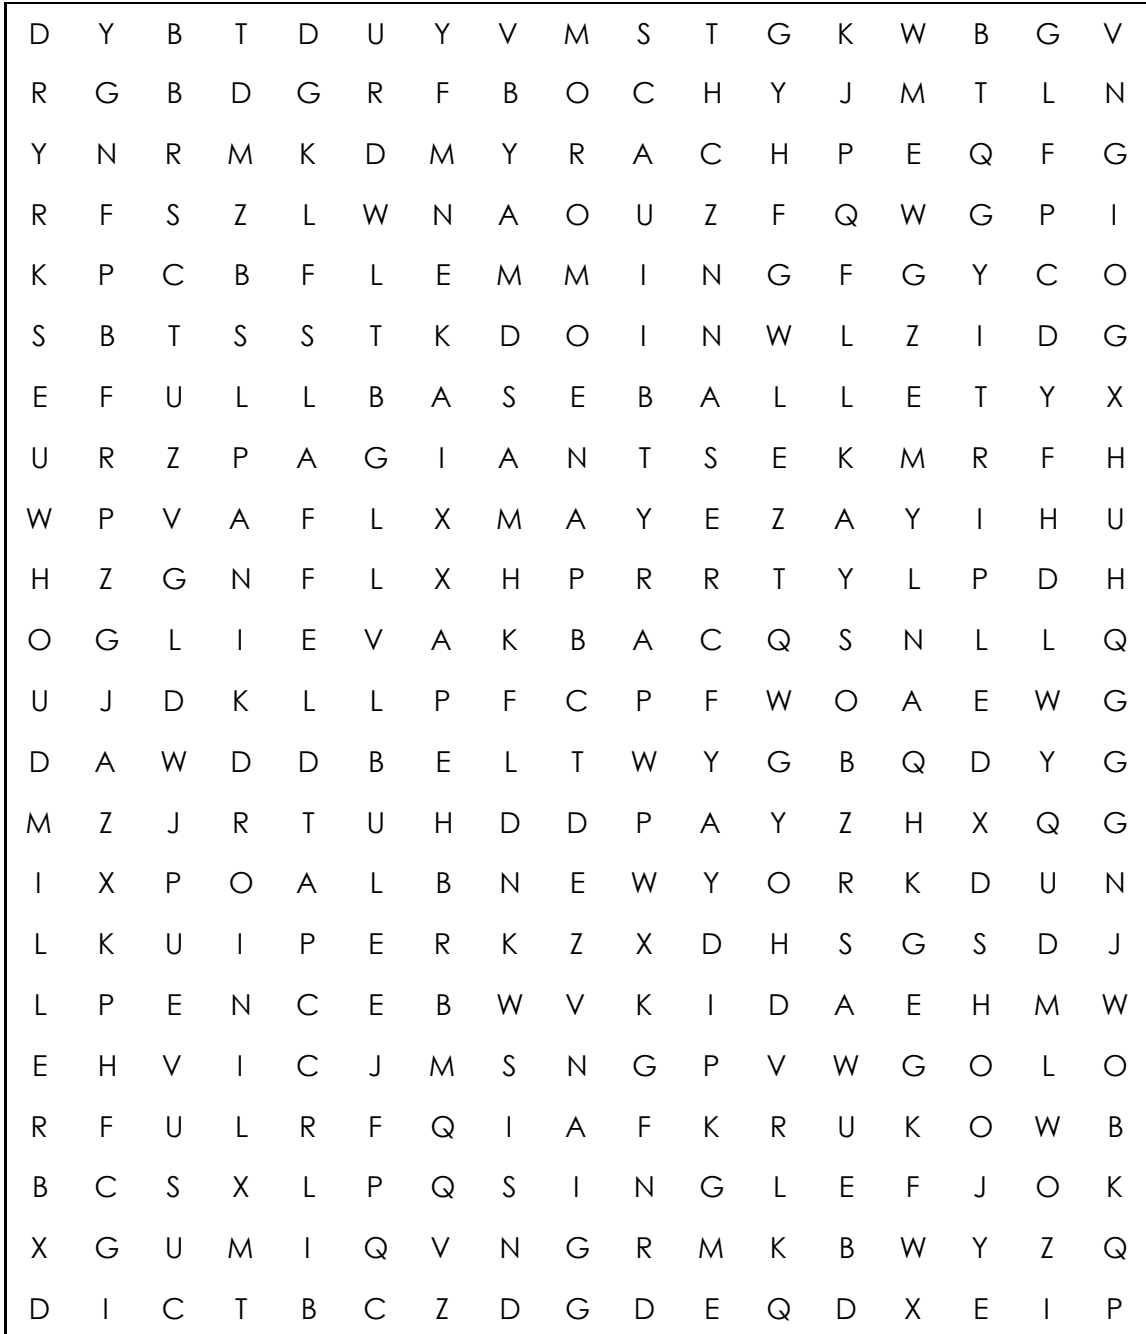 D Y B T D U Y V M S T G K W B G V
R G B D G R F B O C H Y J M T L N
Y N R M K D M Y R A C H P E Q F G
R F S Z L W N A O U Z F Q W G P I
K P C B F L E M M I N G F G Y C O
S B T S S T K D O I N W L Z I D G
E F U L L B A S E B A L L E T Y X
U R Z P A G I A N T S E K M R F H
W P V A F L X M A Y E Z A Y I H U
H Z G N F L X H P R R T Y L P D H
O G L I E V A K B A C Q S N L L Q
U J D K L L P F C P F W O A E W G
D A W D D B E L T W Y G B Q D Y G
M Z J R T U H D D P A Y Z H X Q G
I X P O A L B N E W Y O R K D U N
L K U I P E R K Z X D H S G S D J
L P E N C E B W V K I D A E H M W
E H V I C J M S N G P V W G O L O
R F U L R F Q I A F K R U K O W B
B C S X L P Q S I N G L E F J O K
X G U M I Q V N G R M K B W Y Z Q
D I C T B C Z D G D E Q D X E I P